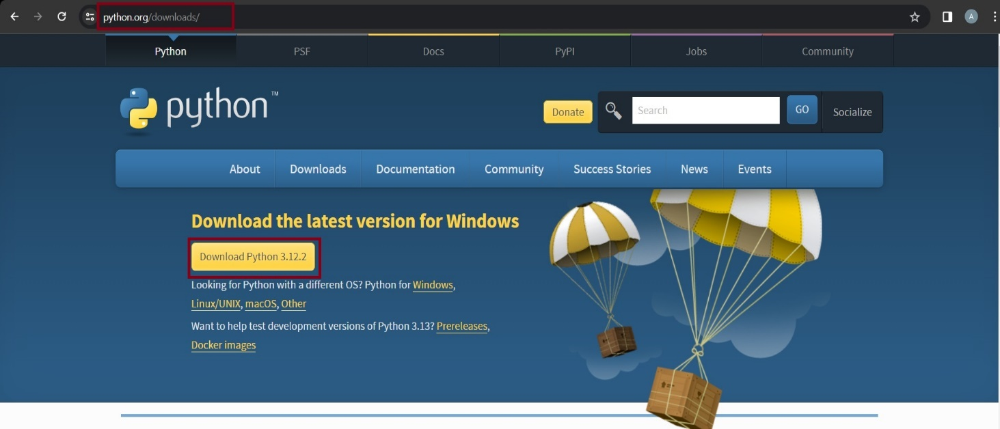 python.org/downloads/
A
Python PSF Docs PyPI Jobs Community
python™
Donate Search GO Socialize
About Downloads Documentation Community Success Stories News Events
Download the latest version for Windows
Download Python 3.12.2
Looking for Python with a different OS? Python for Windows,
Linux/UNIX, macOS, Other
Want to help test development versions of Python 3.13? Prereleases,
Docker images